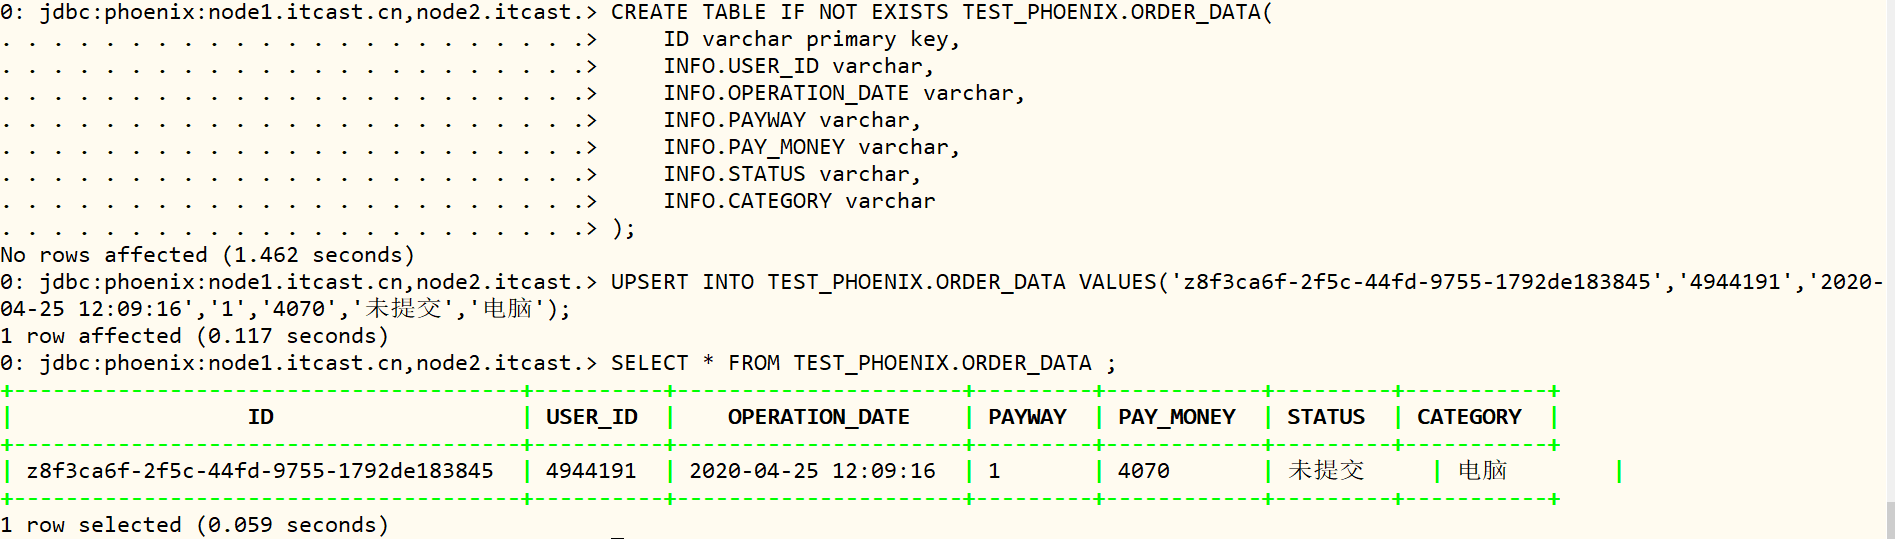 0: jdbc:phoenix:node1.itcast.cn,node2.itcast.> CREATE TABLE IF NOT EXISTS TEST_PHOENIX.ORDER_DATA(
. . . . . . . . . . . . . . . . . . . . . . .>     ID varchar primary key,
. . . . . . . . . . . . . . . . . . . . . . .>     INFO.USER_ID varchar,
. . . . . . . . . . . . . . . . . . . . . . .>     INFO.OPERATION_DATE varchar,
. . . . . . . . . . . . . . . . . . . . . . .>     INFO.PAYWAY varchar,
. . . . . . . . . . . . . . . . . . . . . . .>     INFO.PAY_MONEY varchar,
. . . . . . . . . . . . . . . . . . . . . . .>     INFO.STATUS varchar,
. . . . . . . . . . . . . . . . . . . . . . .>     INFO.CATEGORY varchar
. . . . . . . . . . . . . . . . . . . . . . .> );
No rows affected (1.462 seconds)
0: jdbc:phoenix:node1.itcast.cn,node2.itcast.> UPSERT INTO TEST_PHOENIX.ORDER_DATA VALUES('z8f3ca6f-2f5c-44fd-9755-1792de183845','4944191','2020-
04-25 12:09:16','1','4070','未提交','电脑');
1 row affected (0.117 seconds)
0: jdbc:phoenix:node1.itcast.cn,node2.itcast.> SELECT * FROM TEST_PHOENIX.ORDER_DATA ;
+---------------------------------------+----------+----------------------+---------+------------+---------+-----------+
|                  ID                   | USER_ID  |    OPERATION_DATE    | PAYWAY  | PAY_MONEY  | STATUS  | CATEGORY  |
+---------------------------------------+----------+----------------------+---------+------------+---------+-----------+
| z8f3ca6f-2f5c-44fd-9755-1792de183845  | 4944191  | 2020-04-25 12:09:16  | 1       | 4070       | 未提交     | 电脑        |
+---------------------------------------+----------+----------------------+---------+------------+---------+-----------+
1 row selected (0.059 seconds)